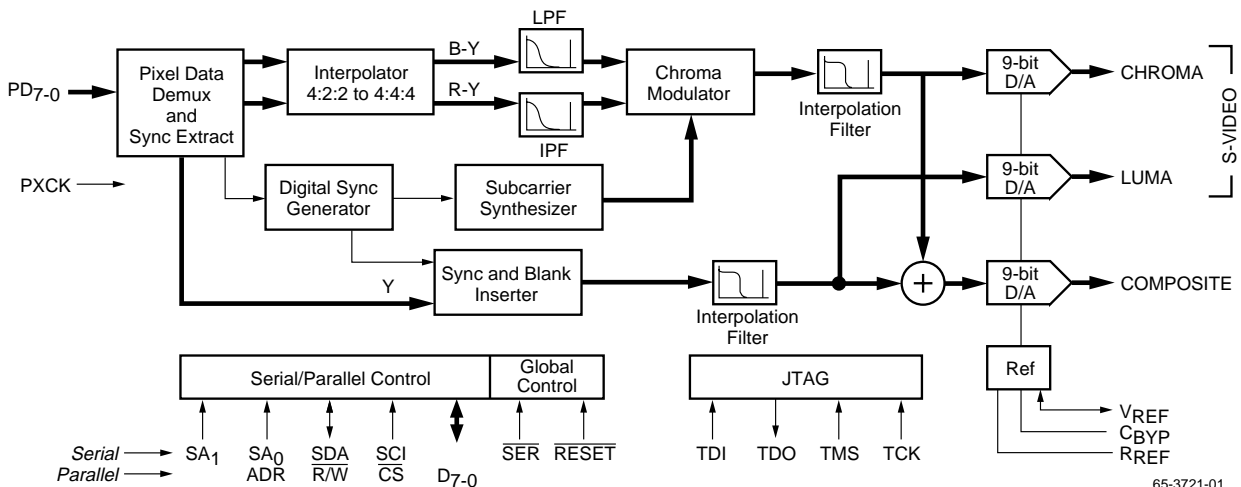 LPF
B-Y
9-bit
D/A
CHROMA
Pixel Data
Demux
and
Sync Extract
Interpolator
4:2:2 to 4:4:4
Chroma
Modulator
PD7-0
R-Y
Interpolation
Filter
IPF
S-VIDEO
PXCK
Digital Sync
Generator
Subcarrier
Synthesizer
9-bit
D/A
LUMA
Y
Sync and Blank
Inserter
+
9-bit
D/A
COMPOSITE
Interpolation
Filter
Serial/Parallel Control
Global
Control
JTAG
Ref
VREF
CBYP
RREF
Serial
SA1
SA0
SDA
SCI
SER
RESET
TDI
TDO
TMS
TCK
Parallel
ADR
R/W
CS
D7-0
65-3721-01